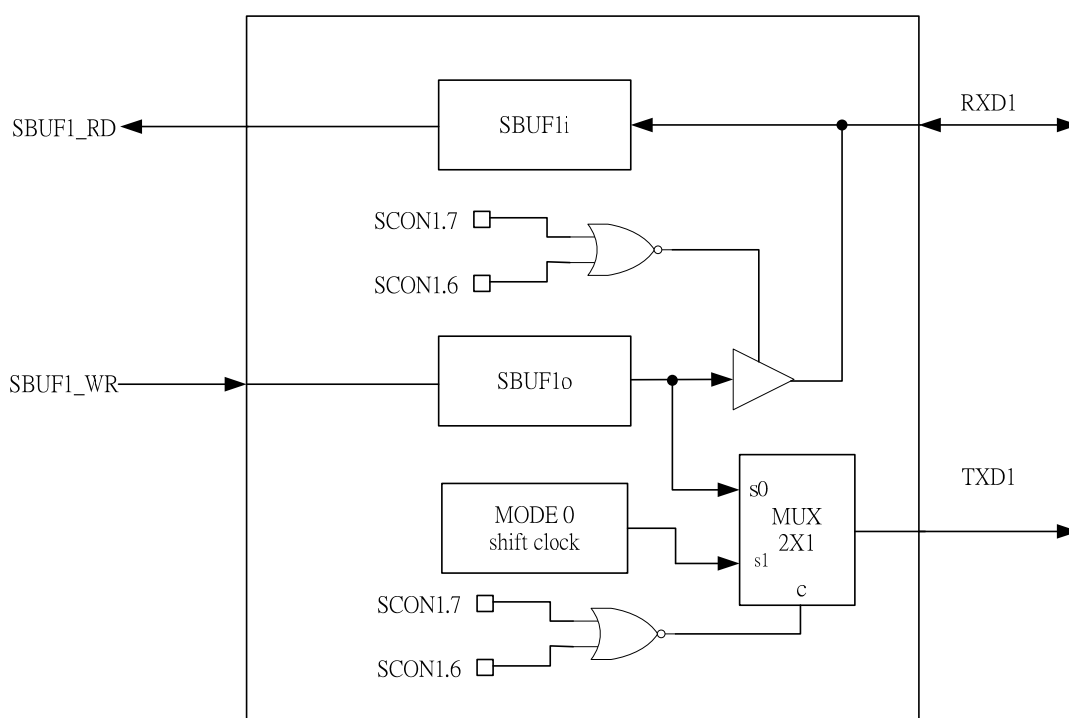 RXD1
SBUF1_RD
SBUF1i
SCON1.7
SCON1.6
SBUF1_WR
SBUF1o
TXD1
s0
MODE 0
shift clock
MUX
2X1
s1
c
SCON1.7
SCON1.6